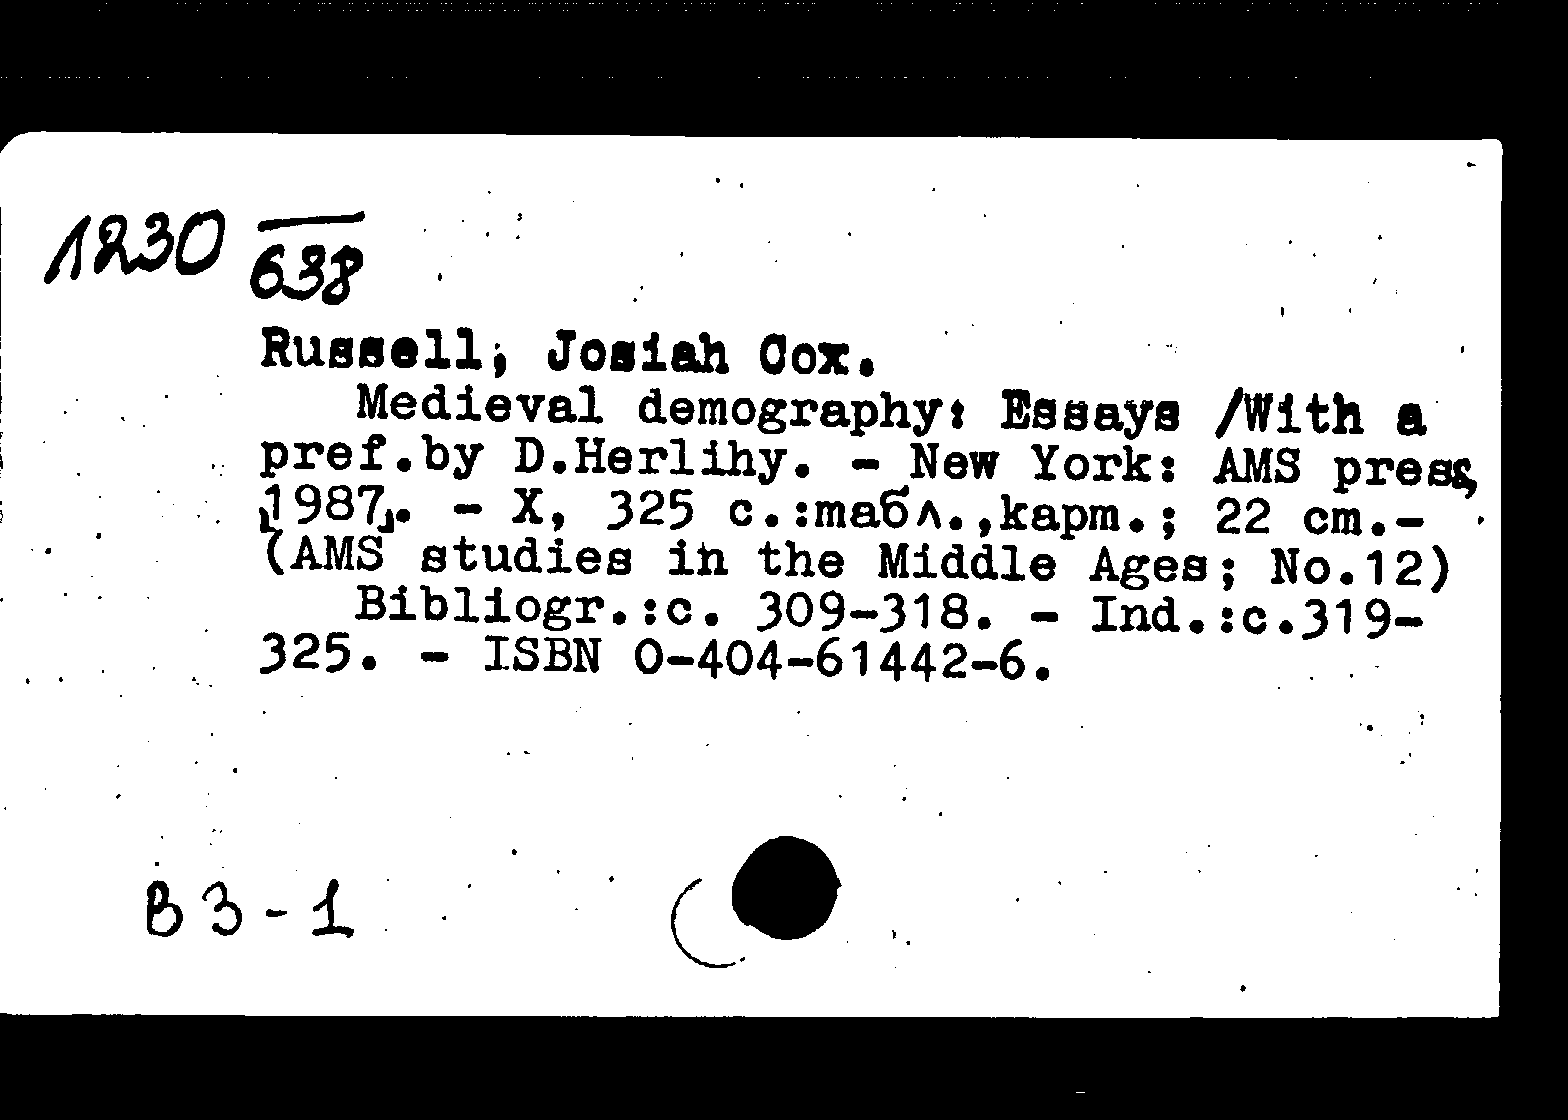 1230 638
Russell, Josiah Cox.
Medieval demography: Essays /With a
pref.by D.Herlihy. - New York: AMS press,
[1987]. - X, 325 c.:табл.,карт.; 22 cm.-
(AMS studies in the Middle Ages; No.12)
Bibliogr.:c. 309-318. - Ind.:c.319-
325. - ISBN 0-404-61442-6.
В 3 - 1